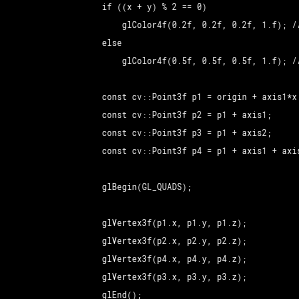 if ((x + y) % 2 == 0)
glColor4f(0.2f, 0.2f, 0.2f, 1.f); /
else
glColor4f(0.5f, 0.5f, 0.5f, 1.f); /
const cv::Point3f p1 = origin + axis1*x
const cv::Point3f p2 = p1 + axis1;
const cv::Point3f p3 = p1 + axis2;
const cv::Point3f p4 = p1 + axis1 + axis
glBegin(GL_QUADS);
glVertex3f(p1.x, p1.y, p1.z);
glVertex3f(p2.x, p2.y, p2.z);
glVertex3f(p4.x, p4.y, p4.z);
glVertex3f(p3.x, p3.y, p3.z);
glEnd();